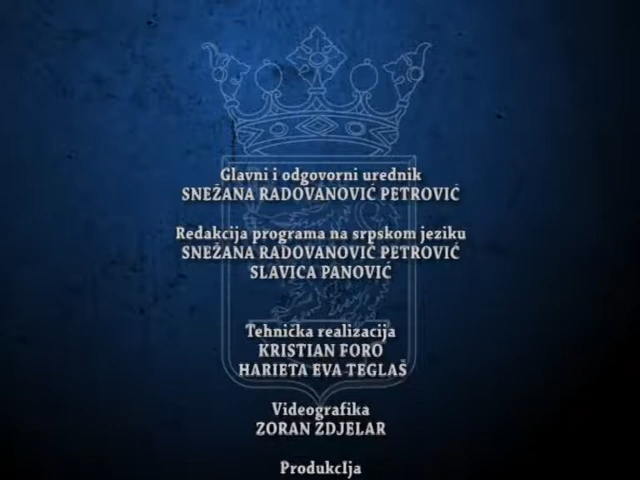 Glavni i odgovorni urednik
SNEŽANA RADOVANOVIĆ PETROVIĆ
Redakcija programa na srpskom jeziku
SNEŽANA RADOVANOVIĆ PETROVIĆ
SLAVICA PANOVIĆ
Tehnička realizacija
KRISTIAN FORO
HARIETA EVA TEGLAŠ
Videografika
ZORAN ZDJELAR
ProdukcIja